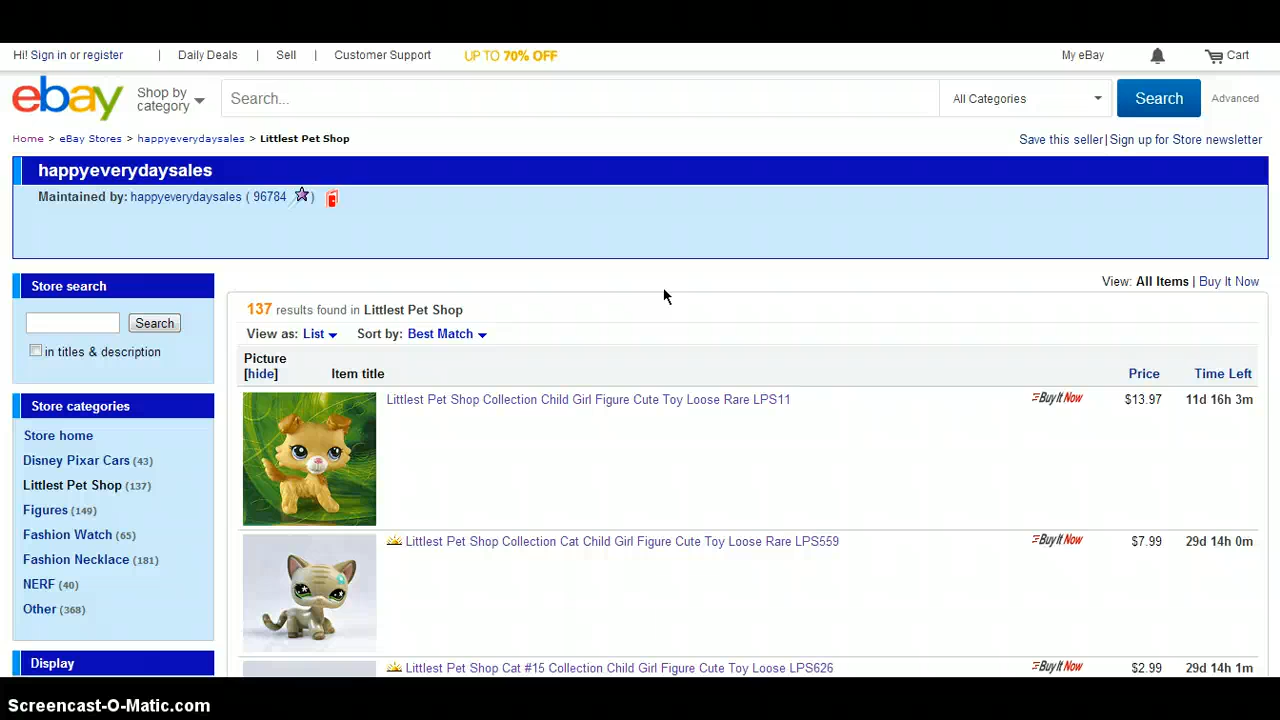 Hi! Sign in or register | Daily Deals | Sell | Customer Support UP TO 70% OFF My eBay Cart
ebay Shop by category Search... All Categories Search Advanced
Home > eBay Stores > happyeverydaysales > Littlest Pet Shop Save this seller | Sign up for Store newsletter
happyeverydaysales
Maintained by: happyeverydaysales ( 96784 )
Store search
Search
in titles & description
Store categories
Store home
Disney Pixar Cars (43)
Littlest Pet Shop (137)
Figures (149)
Fashion Watch (65)
Fashion Necklace (181)
NERF (40)
Other (368)
Display
View: All Items | Buy It Now
137 results found in Littlest Pet Shop
View as: List Sort by: Best Match
Picture
[hide] Item title Price Time Left
Littlest Pet Shop Collection Child Girl Figure Cute Toy Loose Rare LPS11 Buy It Now $13.97 11d 16h 3m
Littlest Pet Shop Collection Cat Child Girl Figure Cute Toy Loose Rare LPS559 Buy It Now $7.99 29d 14h 0m
Littlest Pet Shop Cat #15 Collection Child Girl Figure Cute Toy Loose LPS626 Buy It Now $2.99 29d 14h 1m
Screencast-O-Matic.com